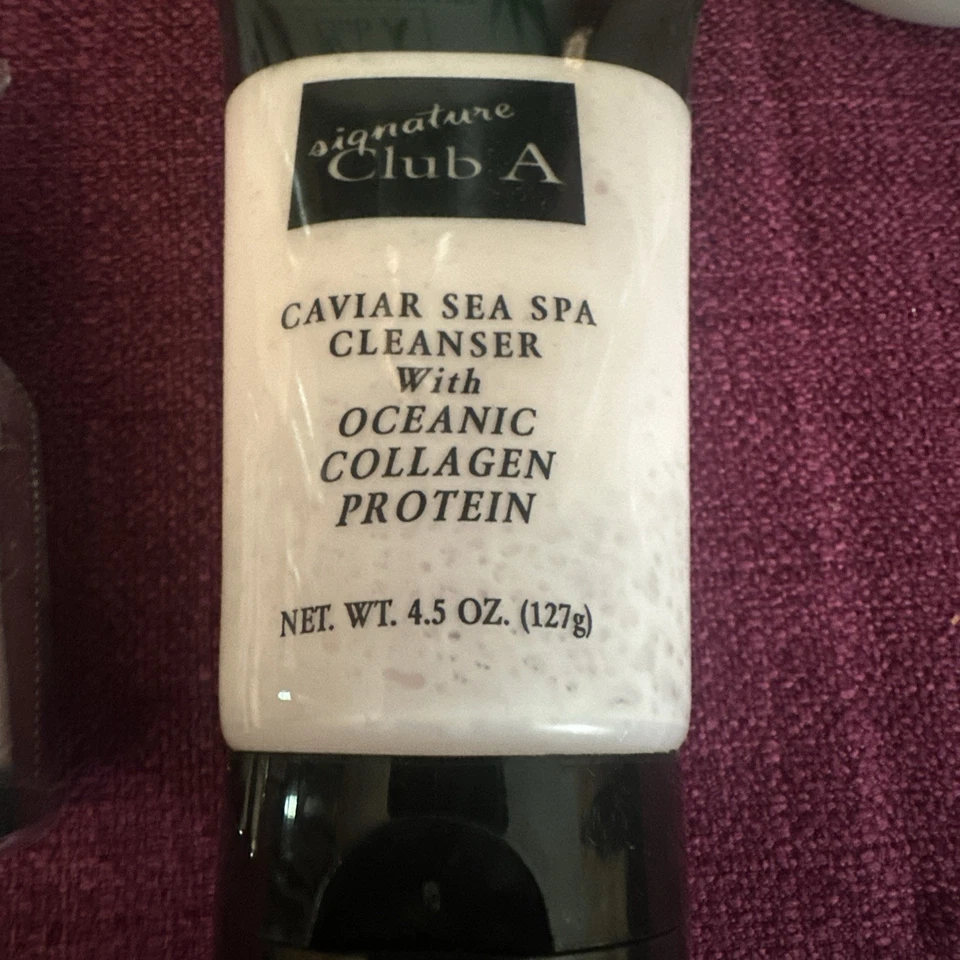 signature
Club A
CAVIAR SEA SPA
CLEANSER
With
OCEANIC
COLLAGEN
PROTEIN
NET. WT. 4.5 OZ. (127g)